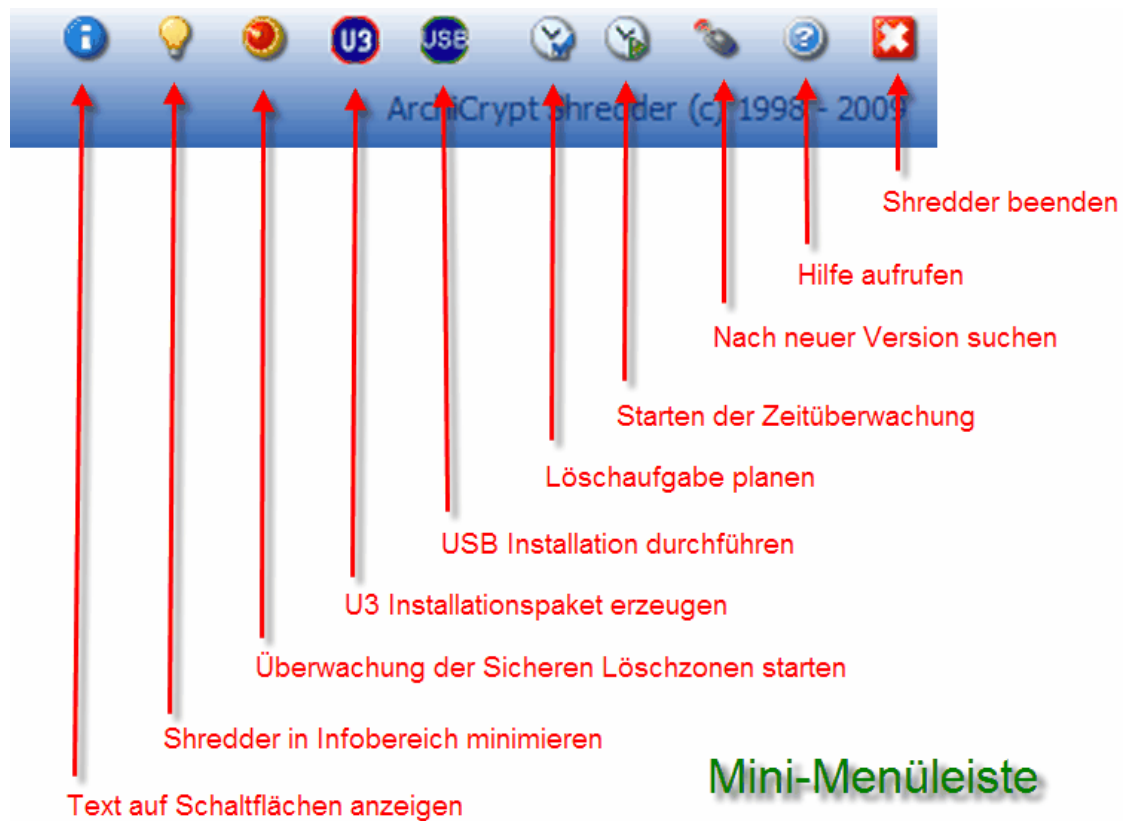 U3 USB
ArchiCrypt Shredder (c) 1998 - 2009
Shredder beenden
Hilfe aufrufen
Nach neuer Version suchen
Starten der Zeitüberwachung
Löschaufgabe planen
USB Installation durchführen
U3 Installationspaket erzeugen
Überwachung der Sicheren Löschzonen starten
Shredder in Infobereich minimieren
Mini-Menüleiste
Text auf Schaltflächen anzeigen